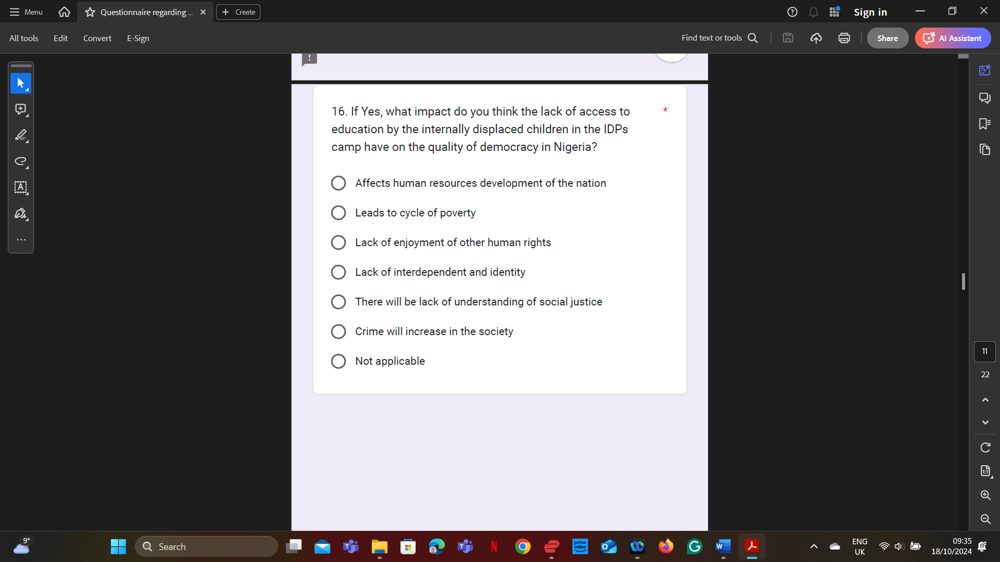 Menu
Questionnaire regarding ...
Create
Sign in
All tools
Edit
Convert
E-Sign
Find text or tools
Share
AI Assistant
16. If Yes, what impact do you think the lack of access to *
education by the internally displaced children in the IDPs
camp have on the quality of democracy in Nigeria?
Affects human resources development of the nation
Leads to cycle of poverty
Lack of enjoyment of other human rights
Lack of interdependent and identity
There will be lack of understanding of social justice
Crime will increase in the society
Not applicable
11
22
1:1
9°
Search
prime
video
ENG
UK
09:35
18/10/2024